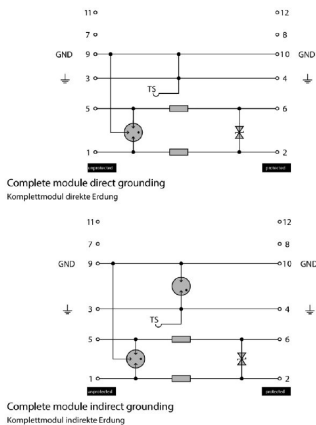 11 12
7 8
GND 9 10 GND
3 4
TS
5 6
1 2
unprotected protected
Complete module direct grounding
Komplettmodul direkte Erdung
11 12
7 8
GND 9 10 GND
3 4
TS
5 6
1 2
unprotected protected
Complete module indirect grounding
Komplettmodul indirekte Erdung